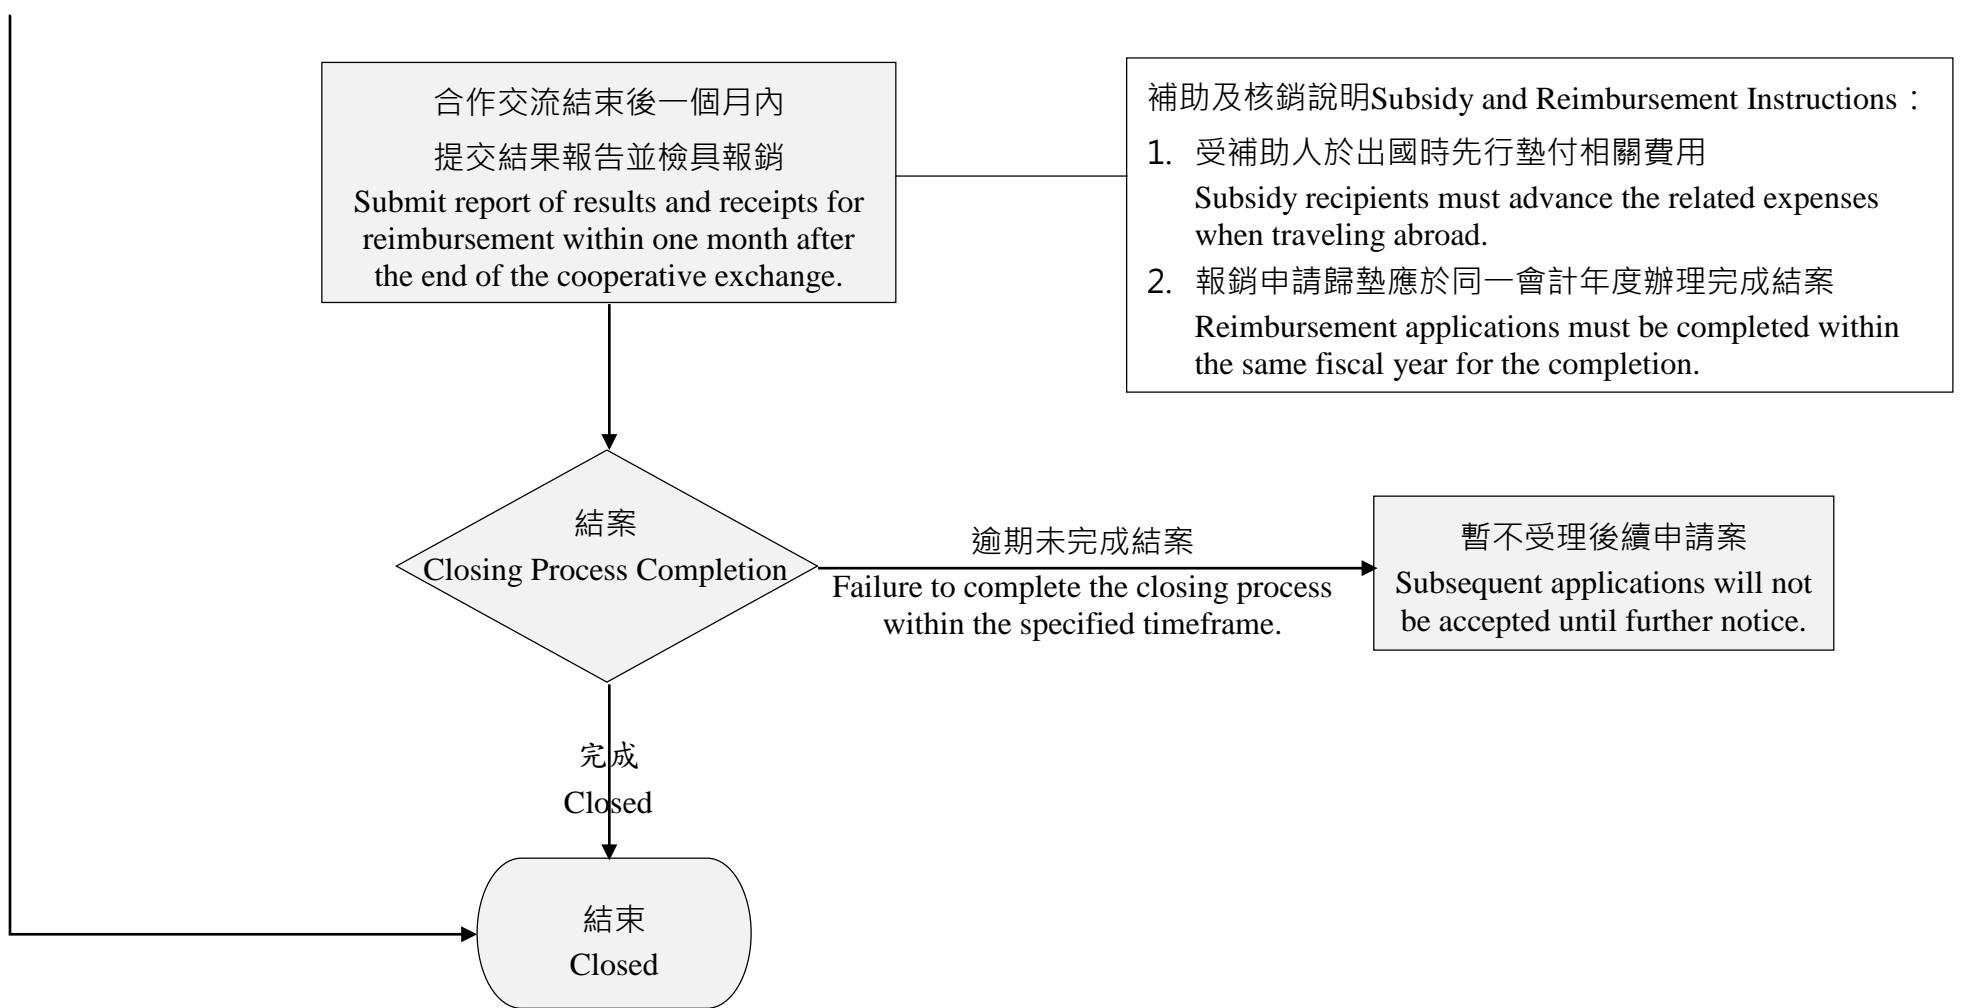 合作交流結束後一個月內
提交結果報告並檢具報銷
Submit report of results and receipts for
reimbursement within one month after
the end of the cooperative exchange.
補助及核銷說明Subsidy and Reimbursement Instructions：
1. 受補助人於出國時先行墊付相關費用
Subsidy recipients must advance the related expenses
when traveling abroad.
2. 報銷申請歸墊應於同一會計年度辦理完成結案
Reimbursement applications must be completed within
the same fiscal year for the completion.
結案
Closing Process Completion
逾期未完成結案
Failure to complete the closing process
within the specified timeframe.
暫不受理後續申請案
Subsequent applications will not
be accepted until further notice.
完成
Closed
結束
Closed